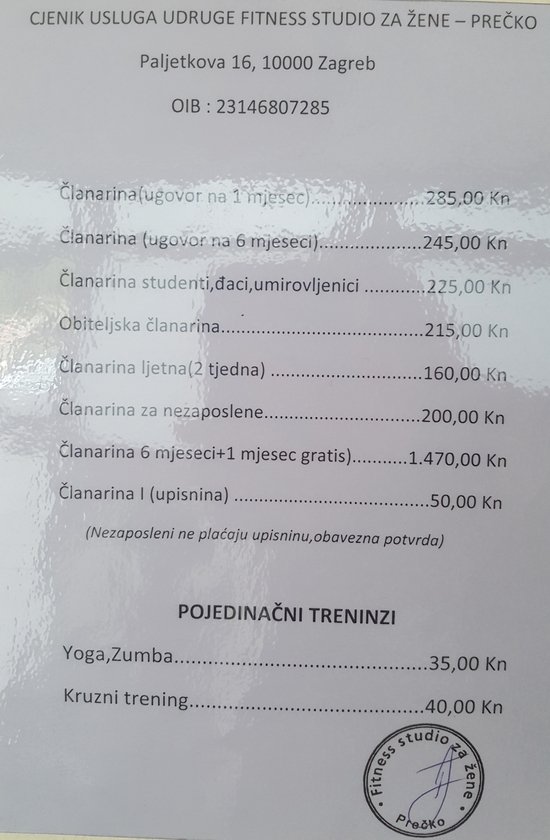 CJENIK USLUGA UDRUGE FITNESS STUDIO ZA ŽENE – PREČKO
Paljetkova 16, 10000 Zagreb
OIB : 23146807285
Članarina(ugovor na 1 mjesec)....................285,00 Kn
Članarina (ugovor na 6 mjeseci)..................245,00 Kn
Članarina studenti,đaci,umirovljenici ...........225,00 Kn
Obiteljska članarina....................................215,00 Kn
Članarina ljetna(2 tjedna) ...........................160,00 Kn
Članarina za nezaposlene............................200,00 Kn
Članarina 6 mjeseci+1 mjesec gratis)..........1.470,00 Kn
Članarina I (upisnina) ..................................50,00 Kn
(Nezaposleni ne plaćaju upisninu,obavezna potvrda)
POJEDINAČNI TRENINZI
Yoga,Zumba.............................................35,00 Kn
Kruzni trening..........................................40,00 Kn
Fitness studio za žene
Prečko